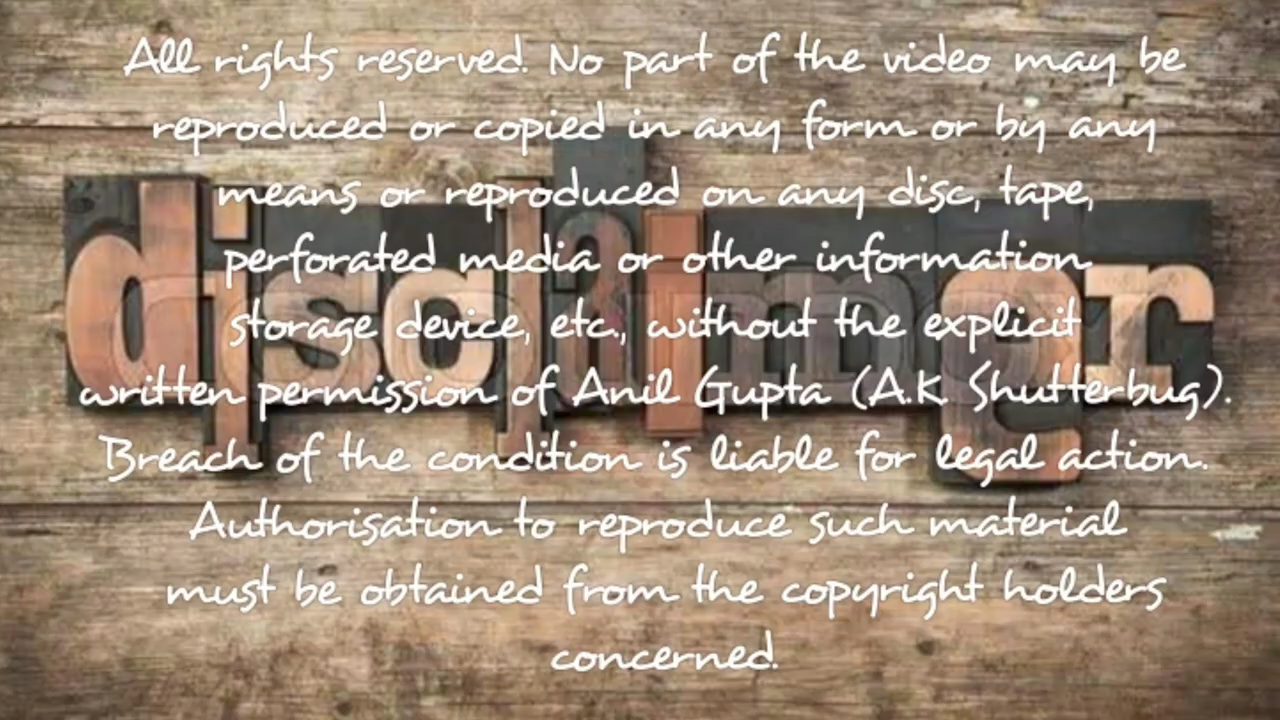 All rights reserved. No part of the video may be
reproduced or copied in any form or by any
means or reproduced on any disc, tape,
perforated media or other information
storage device, etc., without the explicit
written permission of Anil Gupta (A.K. Shutterbug).
Breach of the condition is liable for legal action.
Authorisation to reproduce such material
must be obtained from the copyright holders
concerned.
disclaimer